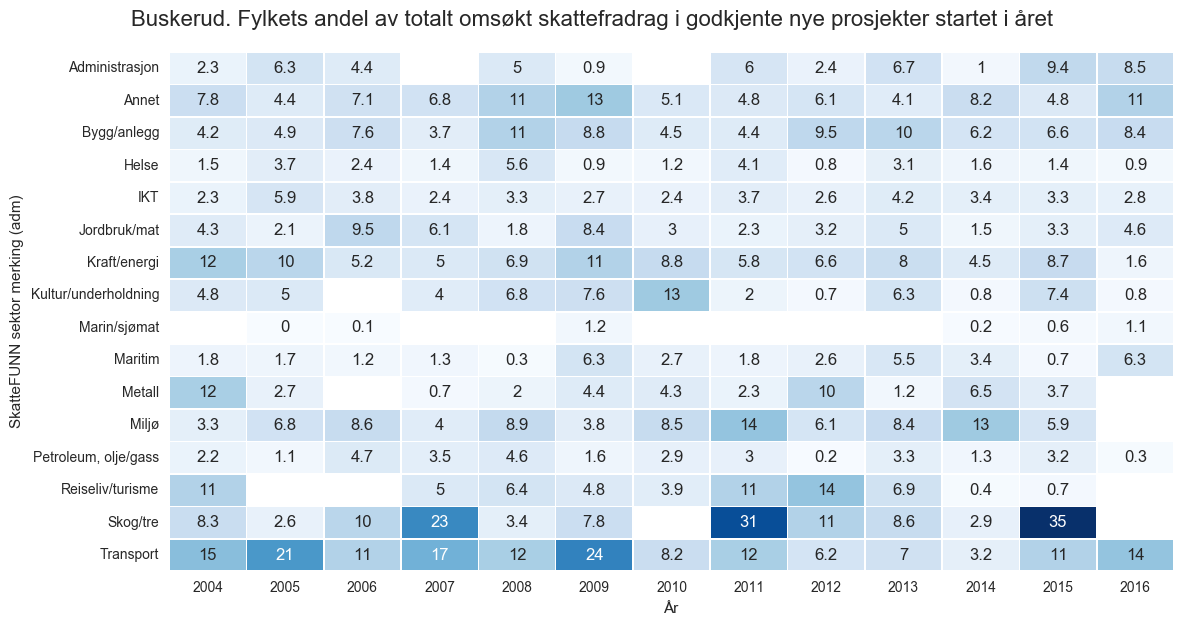 Buskerud. Fylkets andel av totalt omsøkt skattefradrag i godkjente nye prosjekter startet i året
SkatteFUNN sektor merking (adm)
Administrasjon 2.3 6.3 4.4 5 0.9 6 2.4 6.7 1 9.4 8.5
Annet 7.8 4.4 7.1 6.8 11 13 5.1 4.8 6.1 4.1 8.2 4.8 11
Bygg/anlegg 4.2 4.9 7.6 3.7 11 8.8 4.5 4.4 9.5 10 6.2 6.6 8.4
Helse 1.5 3.7 2.4 1.4 5.6 0.9 1.2 4.1 0.8 3.1 1.6 1.4 0.9
IKT 2.3 5.9 3.8 2.4 3.3 2.7 2.4 3.7 2.6 4.2 3.4 3.3 2.8
Jordbruk/mat 4.3 2.1 9.5 6.1 1.8 8.4 3 2.3 3.2 5 1.5 3.3 4.6
Kraft/energi 12 10 5.2 5 6.9 11 8.8 5.8 6.6 8 4.5 8.7 1.6
Kultur/underholdning 4.8 5 4 6.8 7.6 13 2 0.7 6.3 0.8 7.4 0.8
Marin/sjømat 0 0.1 1.2 0.2 0.6 1.1
Maritim 1.8 1.7 1.2 1.3 0.3 6.3 2.7 1.8 2.6 5.5 3.4 0.7 6.3
Metall 12 2.7 0.7 2 4.4 4.3 2.3 10 1.2 6.5 3.7
Miljø 3.3 6.8 8.6 4 8.9 3.8 8.5 14 6.1 8.4 13 5.9
Petroleum, olje/gass 2.2 1.1 4.7 3.5 4.6 1.6 2.9 3 0.2 3.3 1.3 3.2 0.3
Reiseliv/turisme 11 5 6.4 4.8 3.9 11 14 6.9 0.4 0.7
Skog/tre 8.3 2.6 10 23 3.4 7.8 31 11 8.6 2.9 35
Transport 15 21 11 17 12 24 8.2 12 6.2 7 3.2 11 14
2004 2005 2006 2007 2008 2009 2010 2011 2012 2013 2014 2015 2016
År